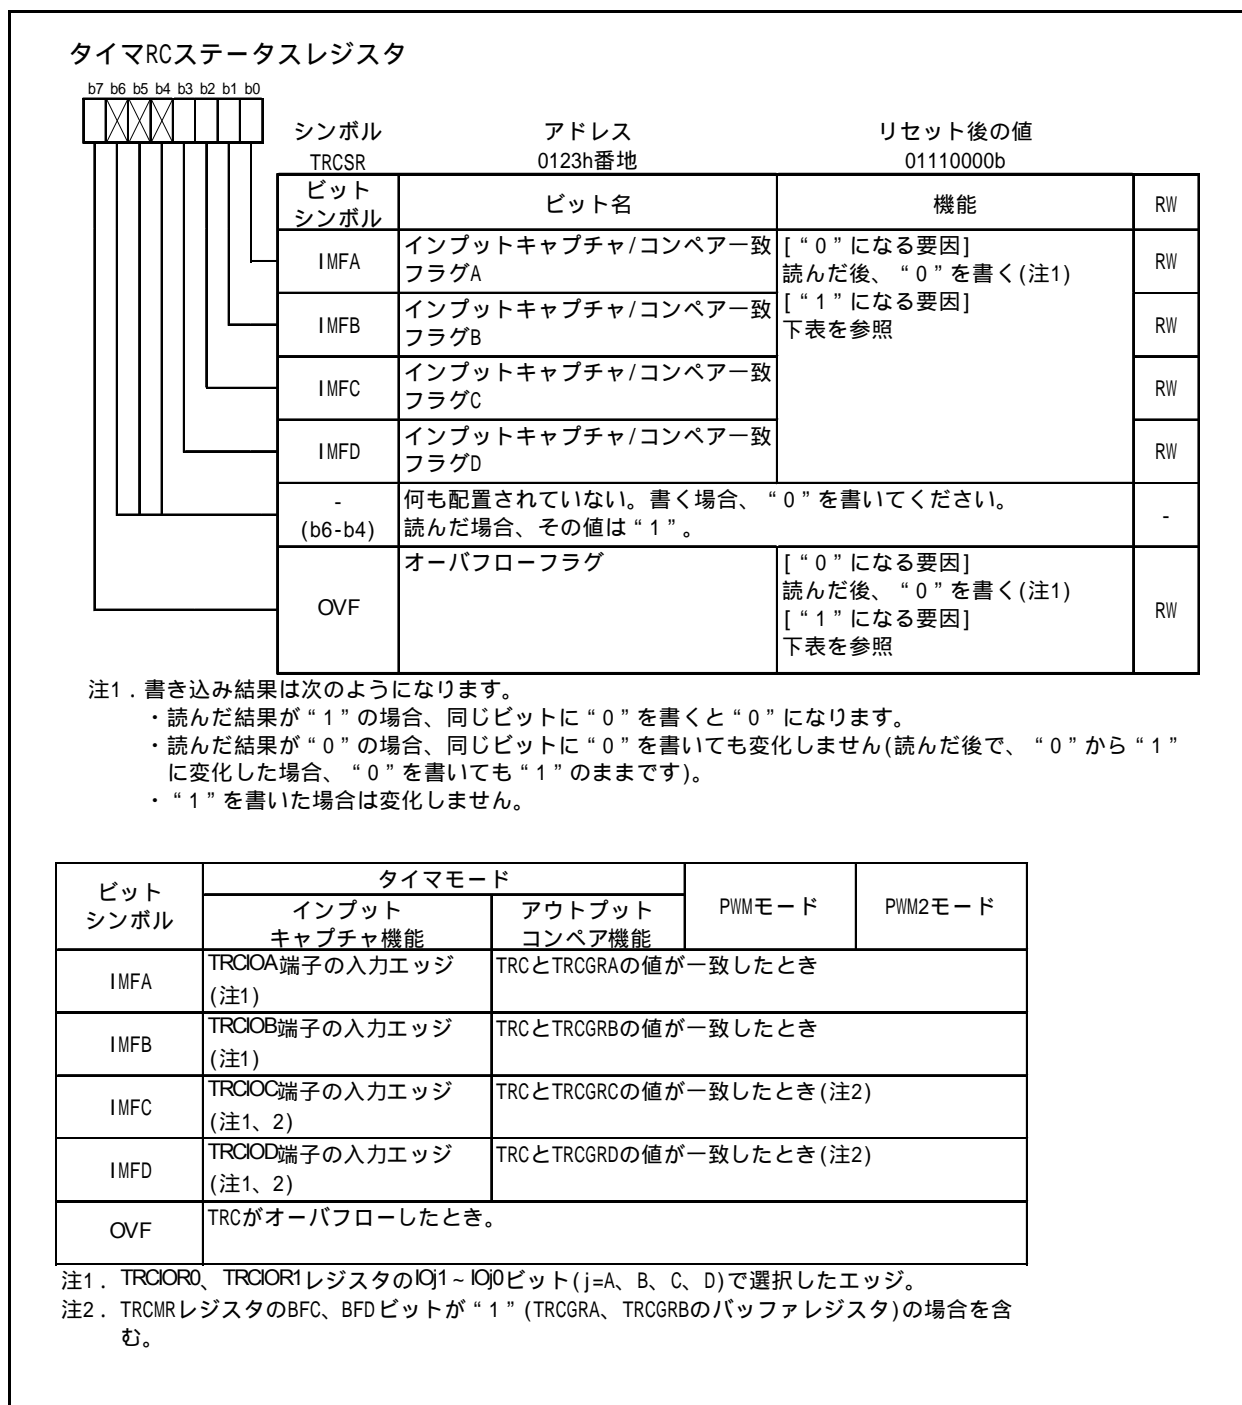 タイマRCステータスレジスタ
b7 b6 b5 b4 b3 b2 b1 b0
シンボル アドレス リセット後の値
TRCSR 0123h番地 01110000b
ビット
シンボル ビット名 機能 RW
IMFA インプットキャプチャ/コンペア一致
フラグA RW
[“0”になる要因]
読んだ後、“0”を書く(注1)
[“1”になる要因]
下表を参照
IMFB インプットキャプチャ/コンペア一致
フラグB RW
IMFC インプットキャプチャ/コンペア一致
フラグC RW
IMFD インプットキャプチャ/コンペア一致
フラグD RW
-
(b6-b4) 何も配置されていない。書く場合、“0”を書いてください。
読んだ場合、その値は“1”。 -
OVF オーバフローフラグ [“0”になる要因]
読んだ後、“0”を書く(注1)
[“1”になる要因]
下表を参照 RW
注1．書き込み結果は次のようになります。
・読んだ結果が“1”の場合、同じビットに“0”を書くと“0”になります。
・読んだ結果が“0”の場合、同じビットに“0”を書いても変化しません(読んだ後で、“0”から“1”
に変化した場合、“0”を書いても“1”のままです)。
・“1”を書いた場合は変化しません。
ビット
シンボル タイマモード PWMモード PWM2モード
インプット
キャプチャ機能 アウトプット
コンペア機能
IMFA TRCIOA端子の入力エッジ
(注1) TRCとTRCGRAの値が一致したとき
IMFB TRCIOB端子の入力エッジ
(注1) TRCとTRCGRBの値が一致したとき
IMFC TRCIOC端子の入力エッジ
(注1、2) TRCとTRCGRCの値が一致したとき(注2)
IMFD TRCIOD端子の入力エッジ
(注1、2) TRCとTRCGRDの値が一致したとき(注2)
OVF TRCがオーバフローしたとき。
注1．TRCIOR0、TRCIOR1レジスタのIOj1~IOj0ビット(j=A、B、C、D)で選択したエッジ。
注2．TRCMRレジスタのBFC、BFDビットが“1”(TRCGRA、TRCGRBのバッファレジスタ)の場合を含
む。